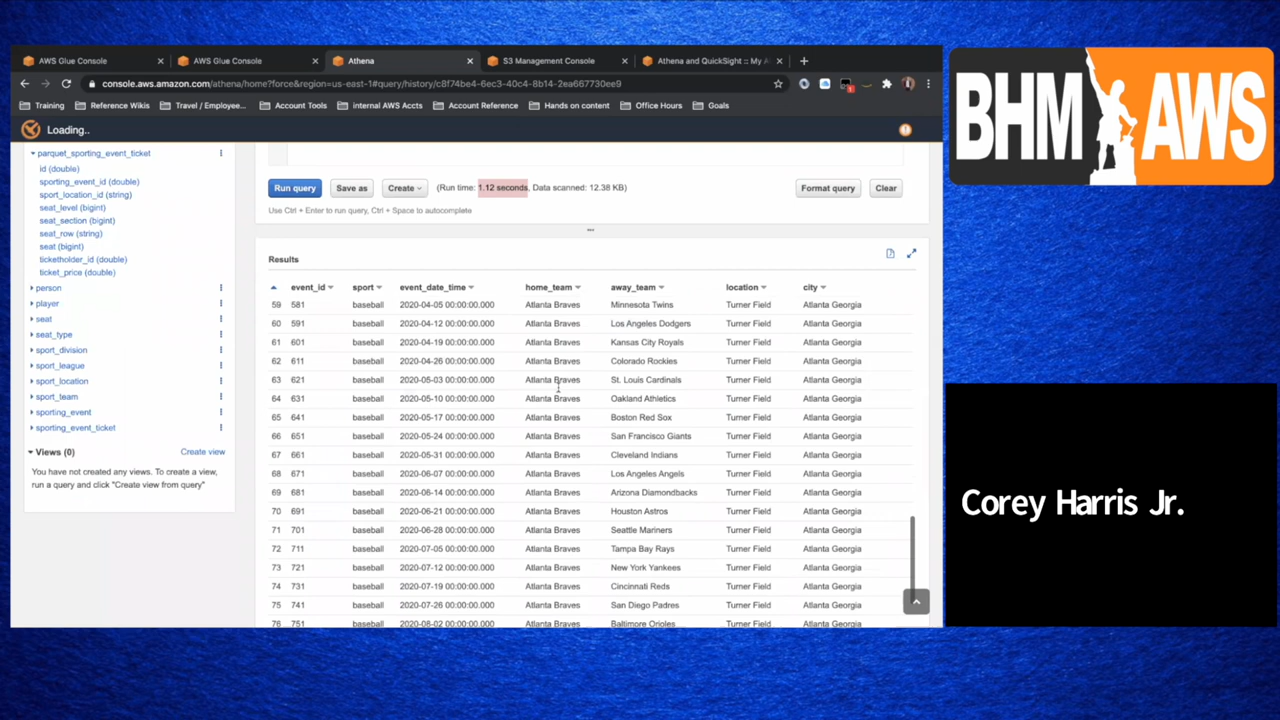 AWS Glue Console
AWS Glue Console
Athena
S3 Management Console
Athena and QuickSight :: My A
console.aws.amazon.com/athena/home?force&region=us-east-1#query/history/c8f74be4-6ec3-40c4-8b14-2ea667730ee9
Training Reference Wikis Travel / Employee... Account Tools internal AWS Accts Account Reference Hands on content Office Hours Goals
Loading..
parquet_sporting_event_ticket
id (double)
sporting_event_id (double)
sport_location_id (string)
seat_level (bigint)
seat_section (bigint)
seat_row (string)
seat (bigint)
ticketholder_id (double)
ticket_price (double)
person
player
seat
seat_type
sport_division
sport_league
sport_location
sport_team
sporting_event
sporting_event_ticket
Views (0) Create view
You have not created any views. To create a view,
run a query and click "Create view from query"
Run query Save as Create (Run time: 1.12 seconds, Data scanned: 12.38 KB) Format query Clear
Use Ctrl + Enter to run query, Ctrl + Space to autocomplete
Results
event_id sport event_date_time home_team away_team location city
59 581 baseball 2020-04-05 00:00:00.000 Atlanta Braves Minnesota Twins Turner Field Atlanta Georgia
60 591 baseball 2020-04-12 00:00:00.000 Atlanta Braves Los Angeles Dodgers Turner Field Atlanta Georgia
61 601 baseball 2020-04-19 00:00:00.000 Atlanta Braves Kansas City Royals Turner Field Atlanta Georgia
62 611 baseball 2020-04-26 00:00:00.000 Atlanta Braves Colorado Rockies Turner Field Atlanta Georgia
63 621 baseball 2020-05-03 00:00:00.000 Atlanta Braves St. Louis Cardinals Turner Field Atlanta Georgia
64 631 baseball 2020-05-10 00:00:00.000 Atlanta Braves Oakland Athletics Turner Field Atlanta Georgia
65 641 baseball 2020-05-17 00:00:00.000 Atlanta Braves Boston Red Sox Turner Field Atlanta Georgia
66 651 baseball 2020-05-24 00:00:00.000 Atlanta Braves San Francisco Giants Turner Field Atlanta Georgia
67 661 baseball 2020-05-31 00:00:00.000 Atlanta Braves Cleveland Indians Turner Field Atlanta Georgia
68 671 baseball 2020-06-07 00:00:00.000 Atlanta Braves Los Angeles Angels Turner Field Atlanta Georgia
69 681 baseball 2020-06-14 00:00:00.000 Atlanta Braves Arizona Diamondbacks Turner Field Atlanta Georgia
70 691 baseball 2020-06-21 00:00:00.000 Atlanta Braves Houston Astros Turner Field Atlanta Georgia
71 701 baseball 2020-06-28 00:00:00.000 Atlanta Braves Seattle Mariners Turner Field Atlanta Georgia
72 711 baseball 2020-07-05 00:00:00.000 Atlanta Braves Tampa Bay Rays Turner Field Atlanta Georgia
73 721 baseball 2020-07-12 00:00:00.000 Atlanta Braves New York Yankees Turner Field Atlanta Georgia
74 731 baseball 2020-07-19 00:00:00.000 Atlanta Braves Cincinnati Reds Turner Field Atlanta Georgia
75 741 baseball 2020-07-26 00:00:00.000 Atlanta Braves San Diego Padres Turner Field Atlanta Georgia
76 751 baseball 2020-08-02 00:00:00.000 Atlanta Braves Baltimore Orioles Turner Field Atlanta Georgia
BHM AWS
Corey Harris Jr.